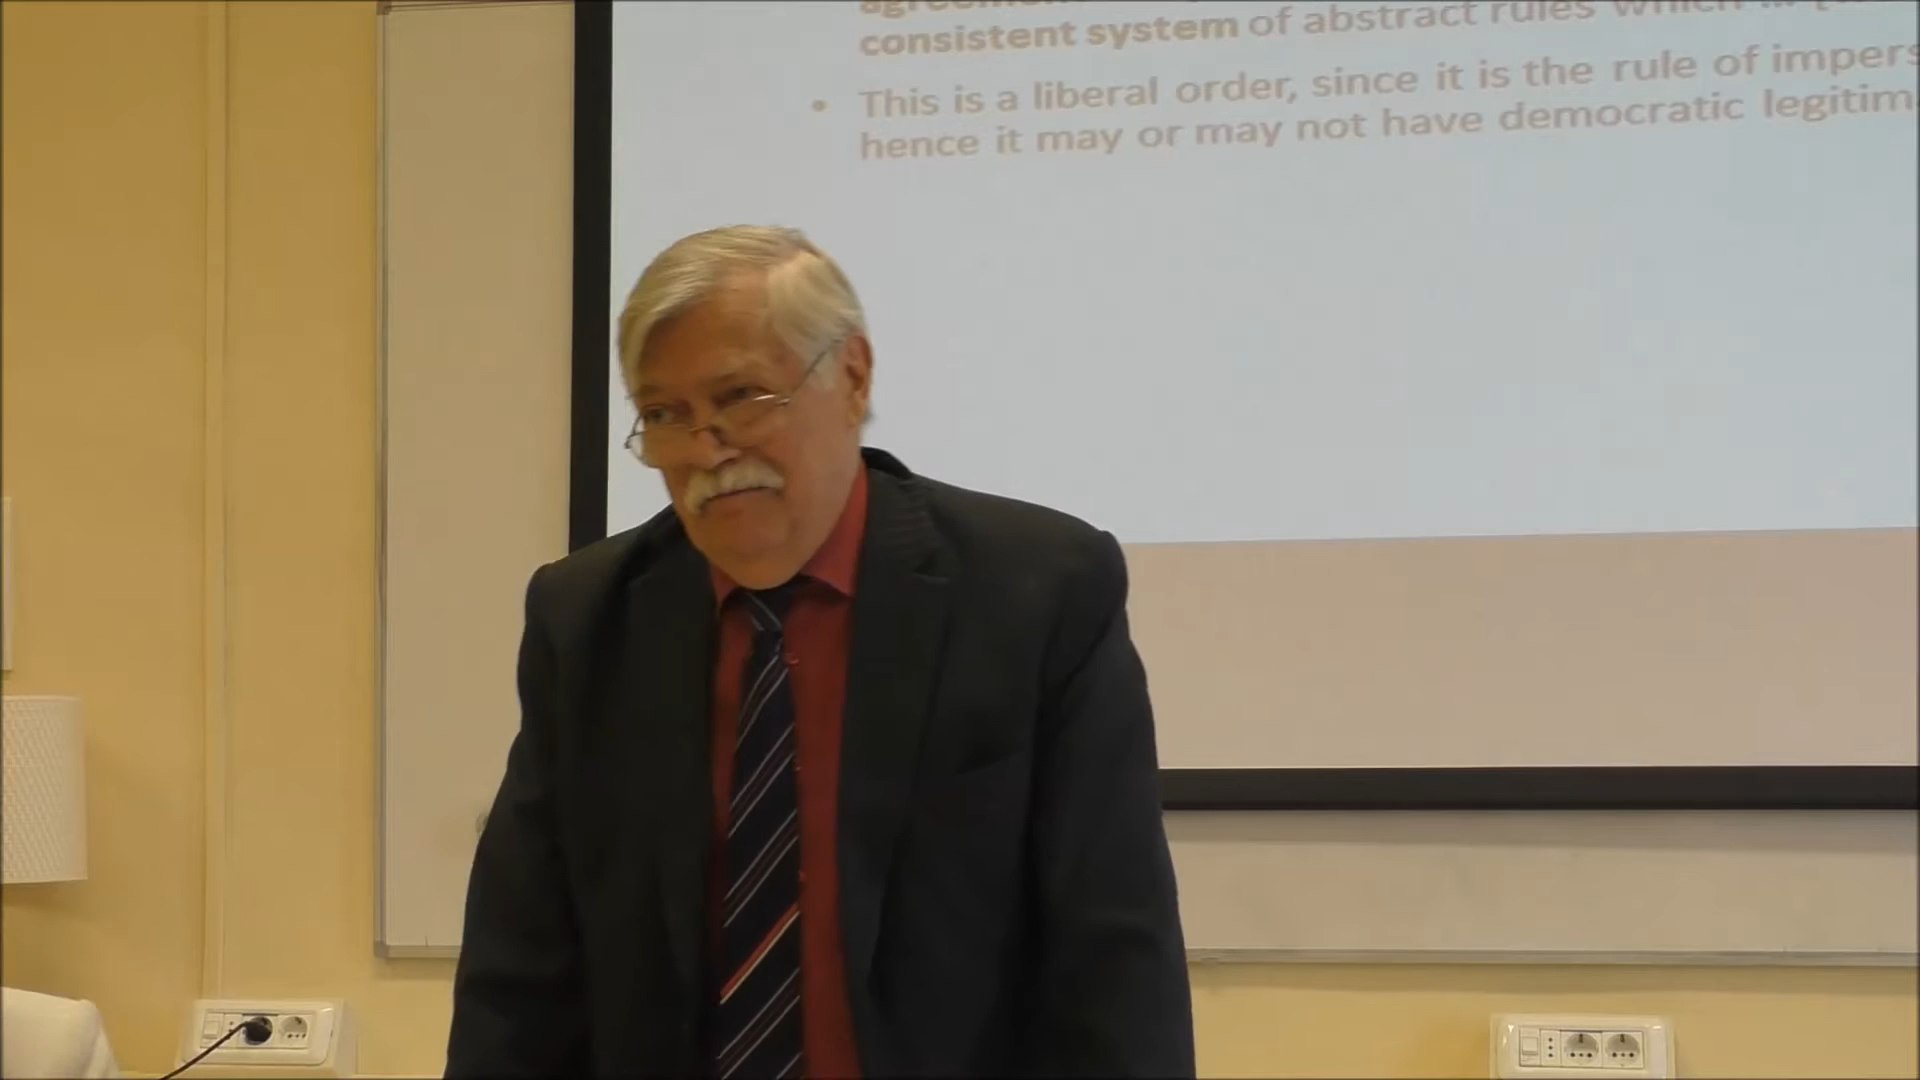 consistent system of abstract rules which ...
• This is a liberal order, since it is the rule of impers
hence it may or may not have democratic legitim